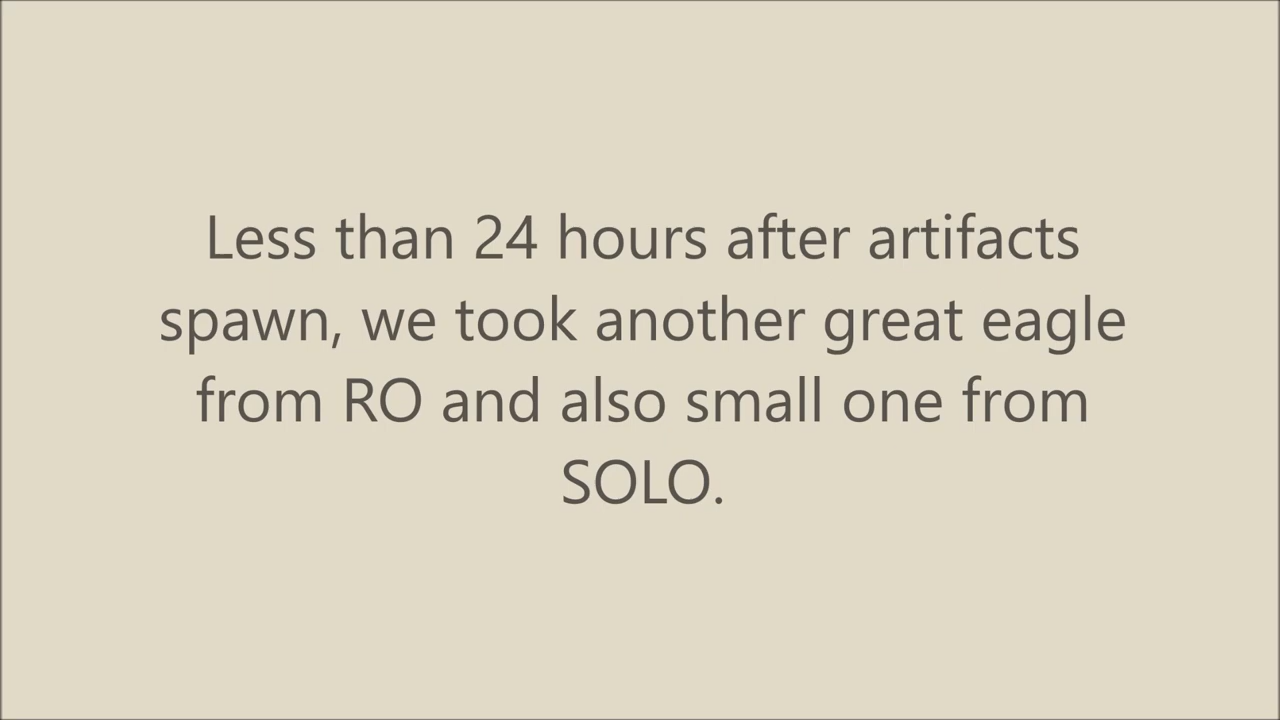 Less than 24 hours after artifacts
spawn, we took another great eagle
from RO and also small one from
SOLO.